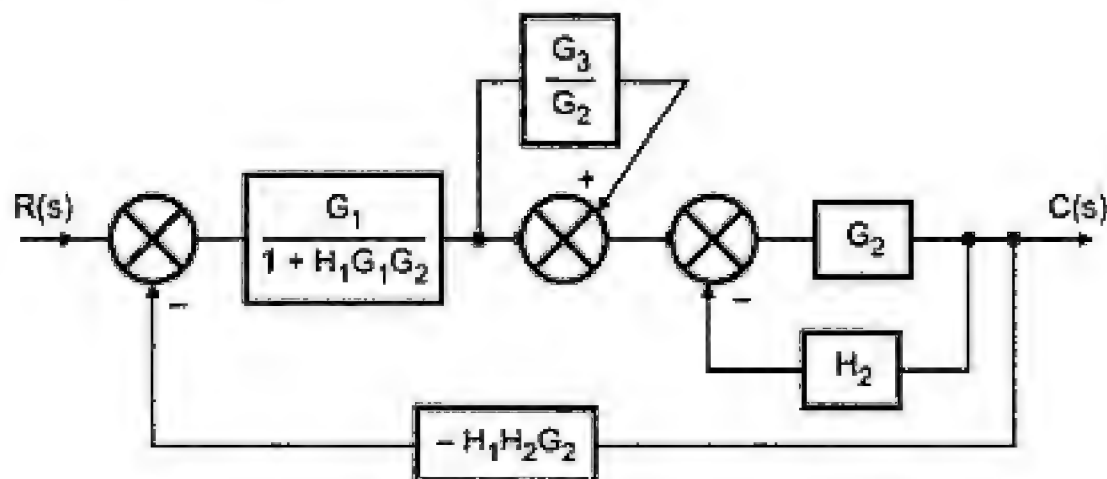 G3
G2
+
R(s)
G1
1 + H1G1G2
G2
C(s)
−
−
H2
− H1H2G2